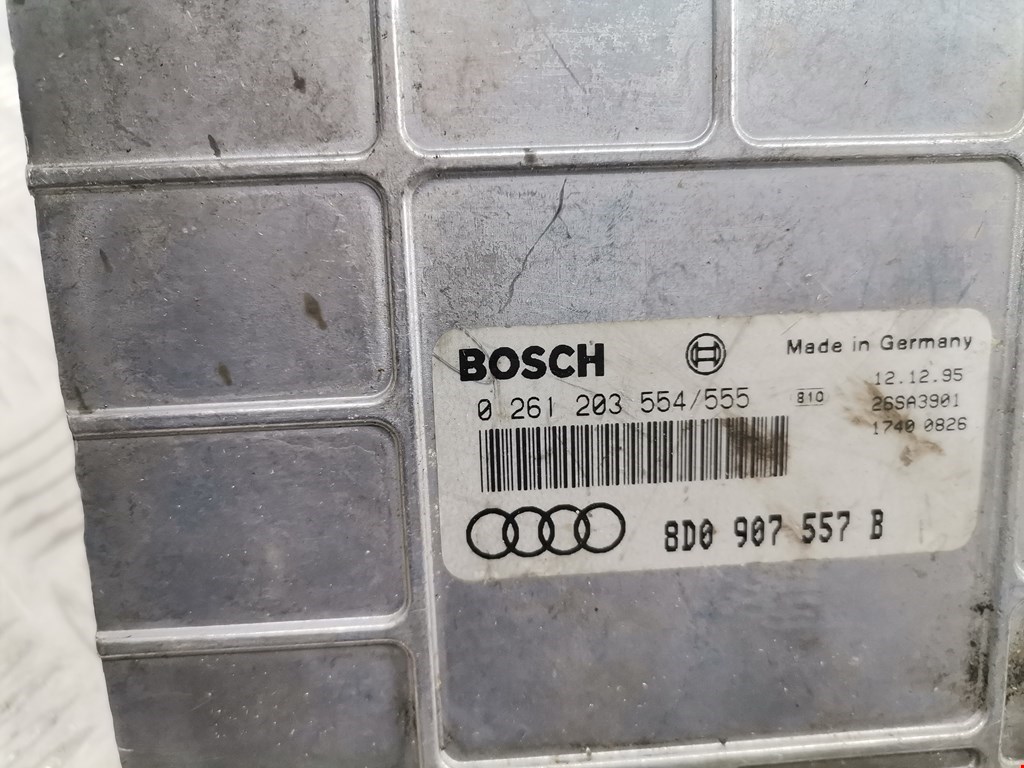 BOSCH
Made in Germany
12.12.95
0 261 203 554/555
810
26SA3901
1740 0826
8D0 907 557 B